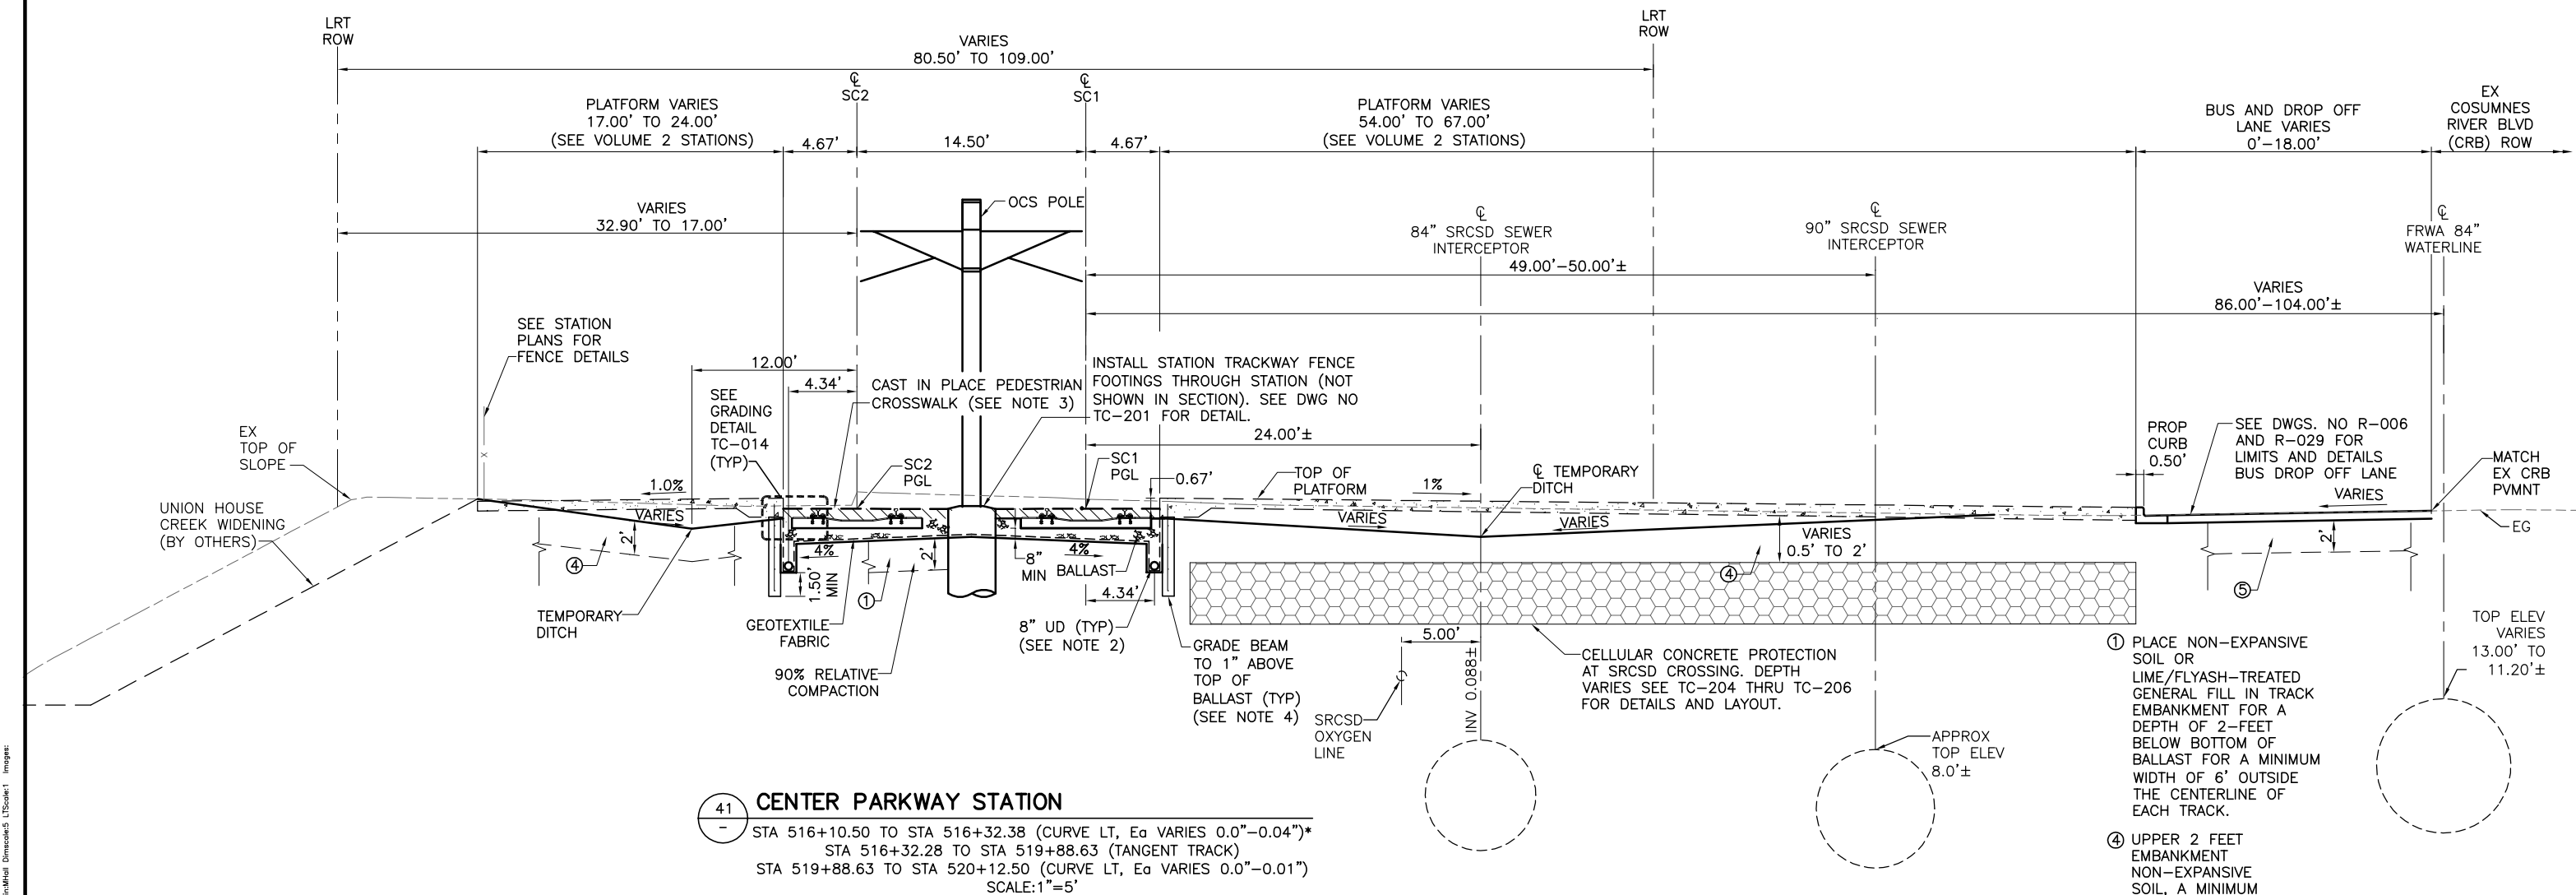 LRT
ROW
LRT
ROW
VARIES
80.50' TO 109.00'
℄
SC2
℄
SC1
PLATFORM VARIES
17.00' TO 24.00'
(SEE VOLUME 2 STATIONS)
4.67'
14.50'
4.67'
PLATFORM VARIES
54.00' TO 67.00'
(SEE VOLUME 2 STATIONS)
BUS AND DROP OFF
LANE VARIES
0'-18.00'
EX
COSUMNES
RIVER BLVD
(CRB) ROW
VARIES
32.90' TO 17.00'
OCS POLE
℄
84" SRCSD SEWER
INTERCEPTOR
℄
90" SRCSD SEWER
INTERCEPTOR
℄
FRWA 84"
WATERLINE
49.00'-50.00'±
VARIES
86.00'-104.00'±
SEE STATION
PLANS FOR
FENCE DETAILS
12.00'
4.34'
SEE
GRADING
DETAIL
TC-014
(TYP)
CAST IN PLACE PEDESTRIAN
CROSSWALK (SEE NOTE 3)
INSTALL STATION TRACKWAY FENCE
FOOTINGS THROUGH STATION (NOT
SHOWN IN SECTION). SEE DWG NO
TC-201 FOR DETAIL.
24.00'±
EX
TOP OF
SLOPE
X
SC2
PGL
SC1
PGL
0.67'
TOP OF
PLATFORM
1%
℄ TEMPORARY
DITCH
PROP
CURB
0.50'
SEE DWGS. NO R-006
AND R-029 FOR
LIMITS AND DETAILS
BUS DROP OFF LANE
MATCH
EX CRB
PVMNT
VARIES
EG
UNION HOUSE
CREEK WIDENING
(BY OTHERS)
1.0%
VARIES
2'
④
VARIES
VARIES
VARIES
0.5' TO 2'
④
2'
⑤
4%
1.50'
MIN
2'
①
8"
MIN
4%
BALLAST
4.34'
TEMPORARY
DITCH
GEOTEXTILE
FABRIC
90% RELATIVE
COMPACTION
8" UD (TYP)
(SEE NOTE 2)
GRADE BEAM
TO 1" ABOVE
TOP OF
BALLAST (TYP)
(SEE NOTE 4)
5.00'
SRCSD
OXYGEN
LINE
INV 0.088±
CELLULAR CONCRETE PROTECTION
AT SRCSD CROSSING. DEPTH
VARIES SEE TC-204 THRU TC-206
FOR DETAILS AND LAYOUT.
APPROX
TOP ELEV
8.0'±
TOP ELEV
VARIES
13.00' TO
11.20'±
① PLACE NON-EXPANSIVE
SOIL OR
LIME/FLYASH-TREATED
GENERAL FILL IN TRACK
EMBANKMENT FOR A
DEPTH OF 2-FEET
BELOW BOTTOM OF
BALLAST FOR A MINIMUM
WIDTH OF 6' OUTSIDE
THE CENTERLINE OF
EACH TRACK.
④ UPPER 2 FEET
EMBANKMENT
NON-EXPANSIVE
SOIL, A MINIMUM
41
-
CENTER PARKWAY STATION
STA 516+10.50 TO STA 516+32.38 (CURVE LT, Ea VARIES 0.0"-0.04")*
STA 516+32.28 TO STA 519+88.63 (TANGENT TRACK)
STA 519+88.63 TO STA 520+12.50 (CURVE LT, Ea VARIES 0.0"-0.01")
SCALE:1"=5'
Dimscale:5 LTScale:1 Images: